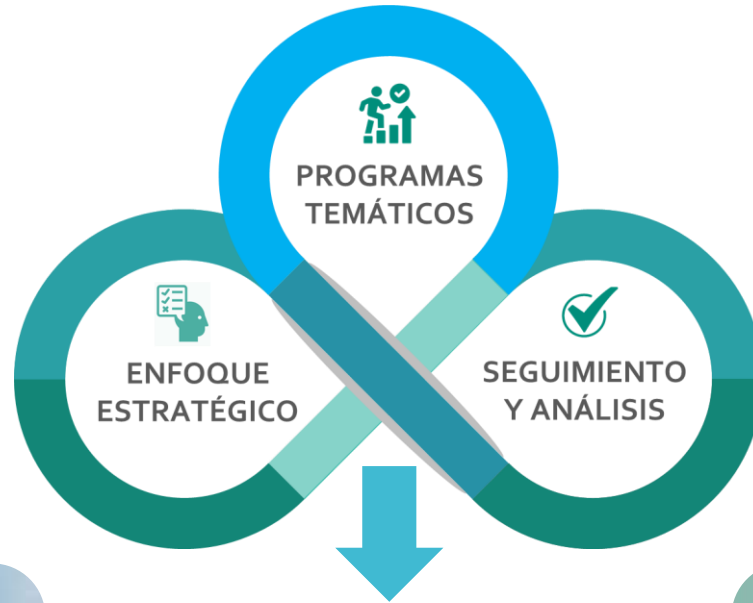 PROGRAMAS
TEMÁTICOS
ENFOQUE
ESTRATÉGICO
SEGUIMIENTO
Y ANÁLISIS